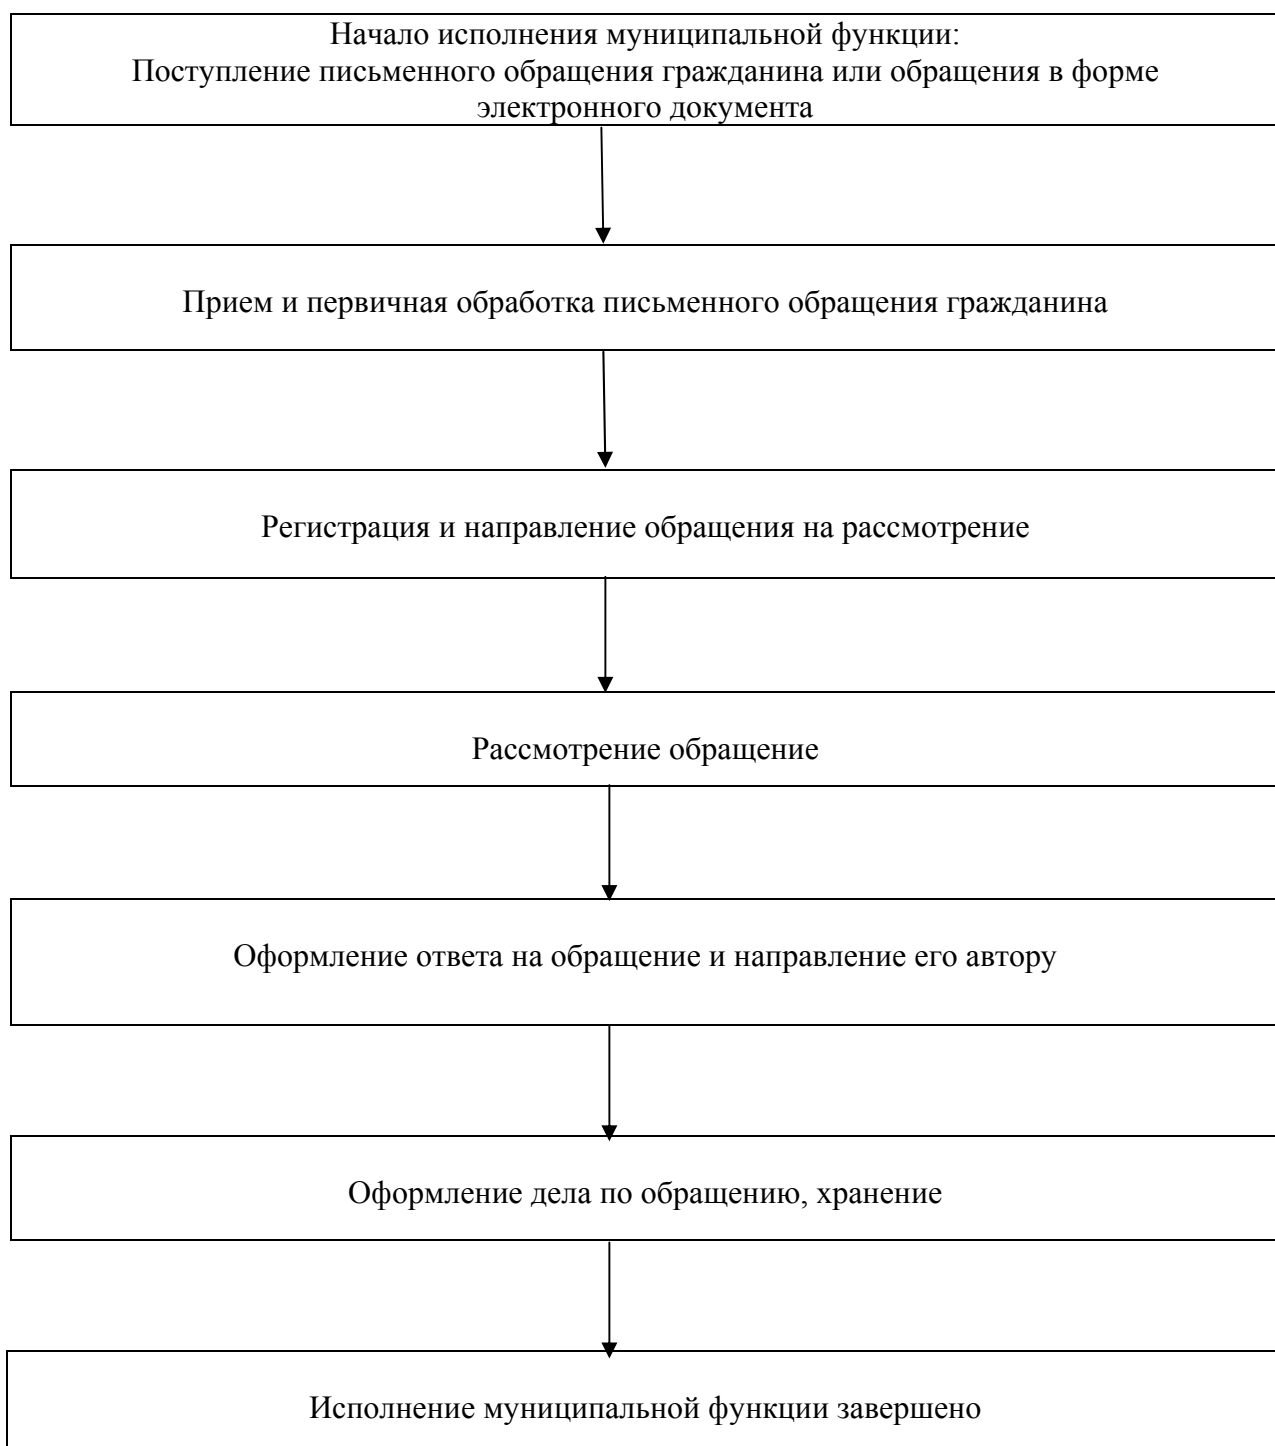 Начало исполнения муниципальной функции:
Поступление письменного обращения гражданина или обращения в форме
электронного документа
Прием и первичная обработка письменного обращения гражданина
Регистрация и направление обращения на рассмотрение
Рассмотрение обращение
Оформление ответа на обращение и направление его автору
Оформление дела по обращению, хранение
Исполнение муниципальной функции завершено